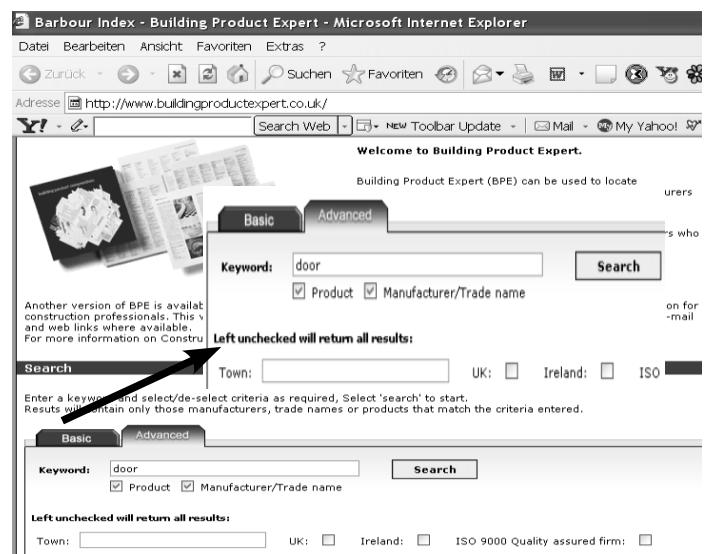 Barbour Index - Building Product Expert - Microsoft Internet Explorer
Datei Bearbeiten Ansicht Favoriten Extras ?
Zurück Suchen Favoriten
Adresse http://www.buildingproductexpert.co.uk/
Y! Search Web NEW Toolbar Update Mail My Yahoo!
Welcome to Building Product Expert.
Building Product Expert (BPE) can be used to locate
urers
s who
Basic Advanced
Keyword: door Search
Product Manufacturer/Trade name
Left unchecked will return all results:
Town: UK: Ireland: ISO
Another version of BPE is availab
on for
construction professionals. This v
-mail
and web links where available.
For more information on Constru
Search
Enter a keyword and select/de-select criteria as required, Select 'search' to start.
Resuts will contain only those manufacturers, trade names or products that match the criteria entered.
Basic Advanced
Keyword: door Search
Product Manufacturer/Trade name
Left unchecked will return all results:
Town: UK: Ireland: ISO 9000 Quality assured firm: